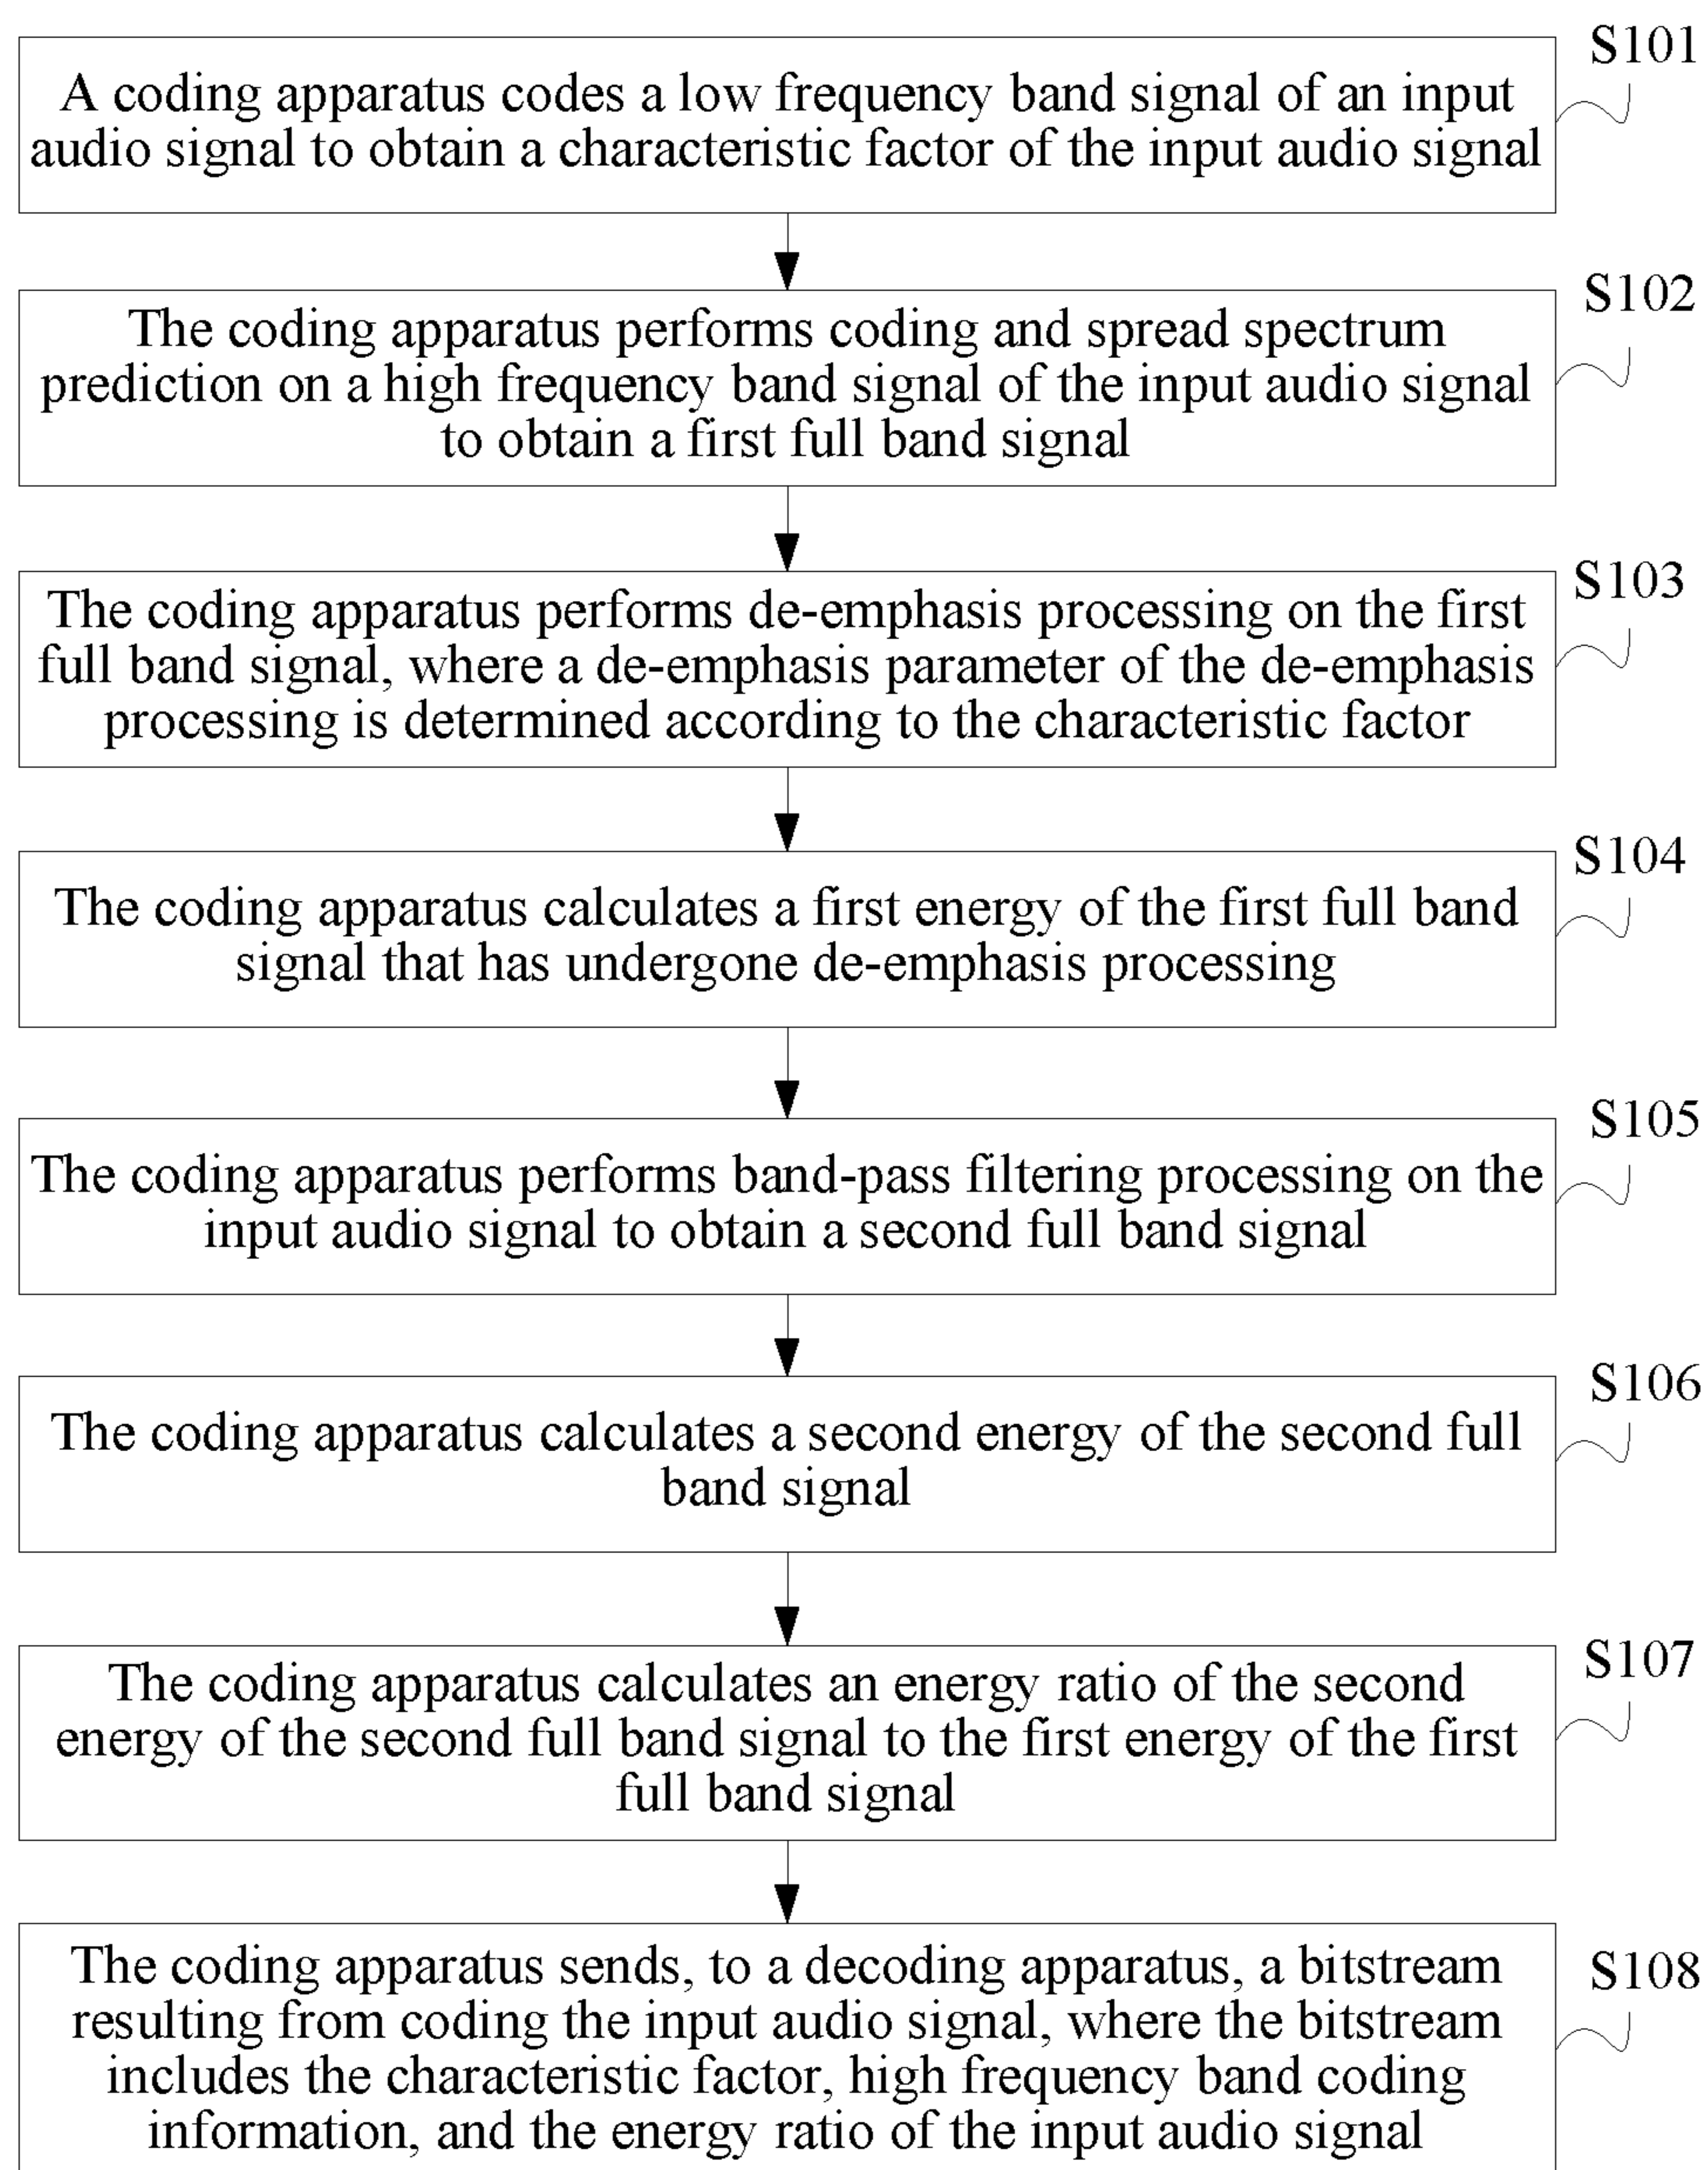 S101
A coding apparatus codes a low frequency band signal of an input
audio signal to obtain a characteristic factor of the input audio signal
S102
The coding apparatus performs coding and spread spectrum
prediction on a high frequency band signal of the input audio signal
to obtain a first full band signal
S103
The coding apparatus performs de-emphasis processing on the first
full band signal, where a de-emphasis parameter of the de-emphasis
processing is determined according to the characteristic factor
S104
The coding apparatus calculates a first energy of the first full band
signal that has undergone de-emphasis processing
S105
The coding apparatus performs band-pass filtering processing on the
input audio signal to obtain a second full band signal
S106
The coding apparatus calculates a second energy of the second full
band signal
S107
The coding apparatus calculates an energy ratio of the second
energy of the second full band signal to the first energy of the first
full band signal
S108
The coding apparatus sends, to a decoding apparatus, a bitstream
resulting from coding the input audio signal, where the bitstream
includes the characteristic factor, high frequency band coding
information, and the energy ratio of the input audio signal